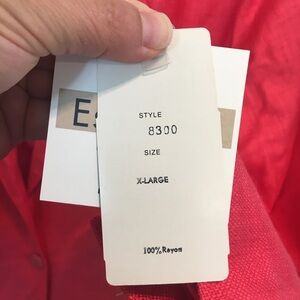 STYLE
8300
SIZE
X-LARGE
100% Rayon